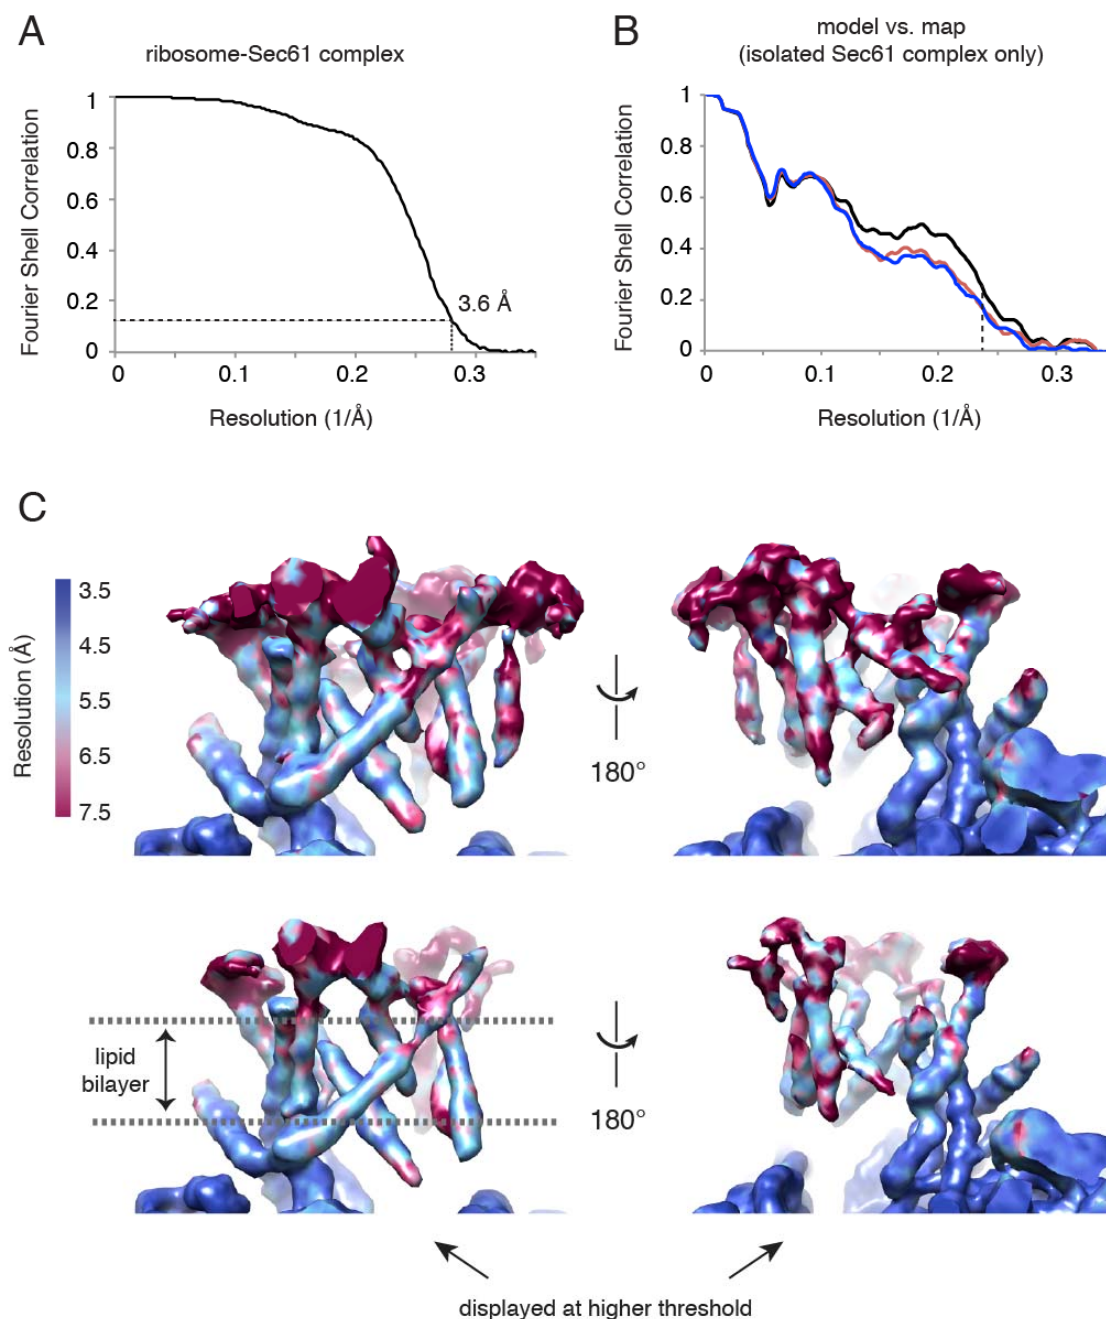 A
ribosome-Sec61 complex
Fourier Shell Correlation
1
0.8
0.6
0.4
0.2
0
3.6 Å
0
0.1
0.2
0.3
Resolution (1/Å)
B
model vs. map
(isolated Sec61 complex only)
Fourier Shell Correlation
1
0.8
0.6
0.4
0.2
0
0
0.1
0.2
0.3
Resolution (1/Å)
C
Resolution (Å)
3.5
4.5
5.5
6.5
7.5
180°
lipid
bilayer
180°
displayed at higher threshold